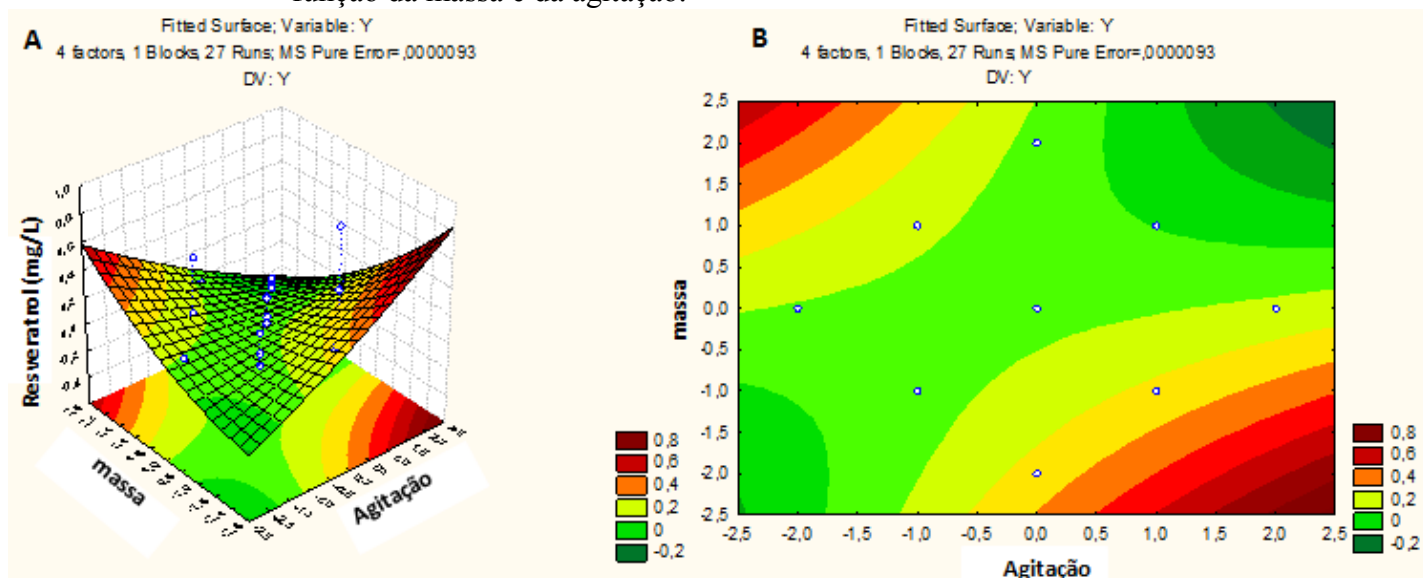 função da massa e da agitação.
A
Fitted Surface; Variable: Y
4 factors, 1 Blocks, 27 Runs; MS Pure Error=,0000093
DV: Y
Resveratrol (mg/L)
massa
Agitação
0,8
0,6
0,4
0,2
0
-0,2
B
Fitted Surface; Variable: Y
4 factors, 1 Blocks, 27 Runs; MS Pure Error=,0000093
DV: Y
2,5
2,0
1,5
1,0
0,5
0,0
-0,5
-1,0
-1,5
-2,0
-2,5
massa
-2,5 -2,0 -1,5 -1,0 -0,5 0,0 0,5 1,0 1,5 2,0 2,5
Agitação
0,8
0,6
0,4
0,2
0
-0,2